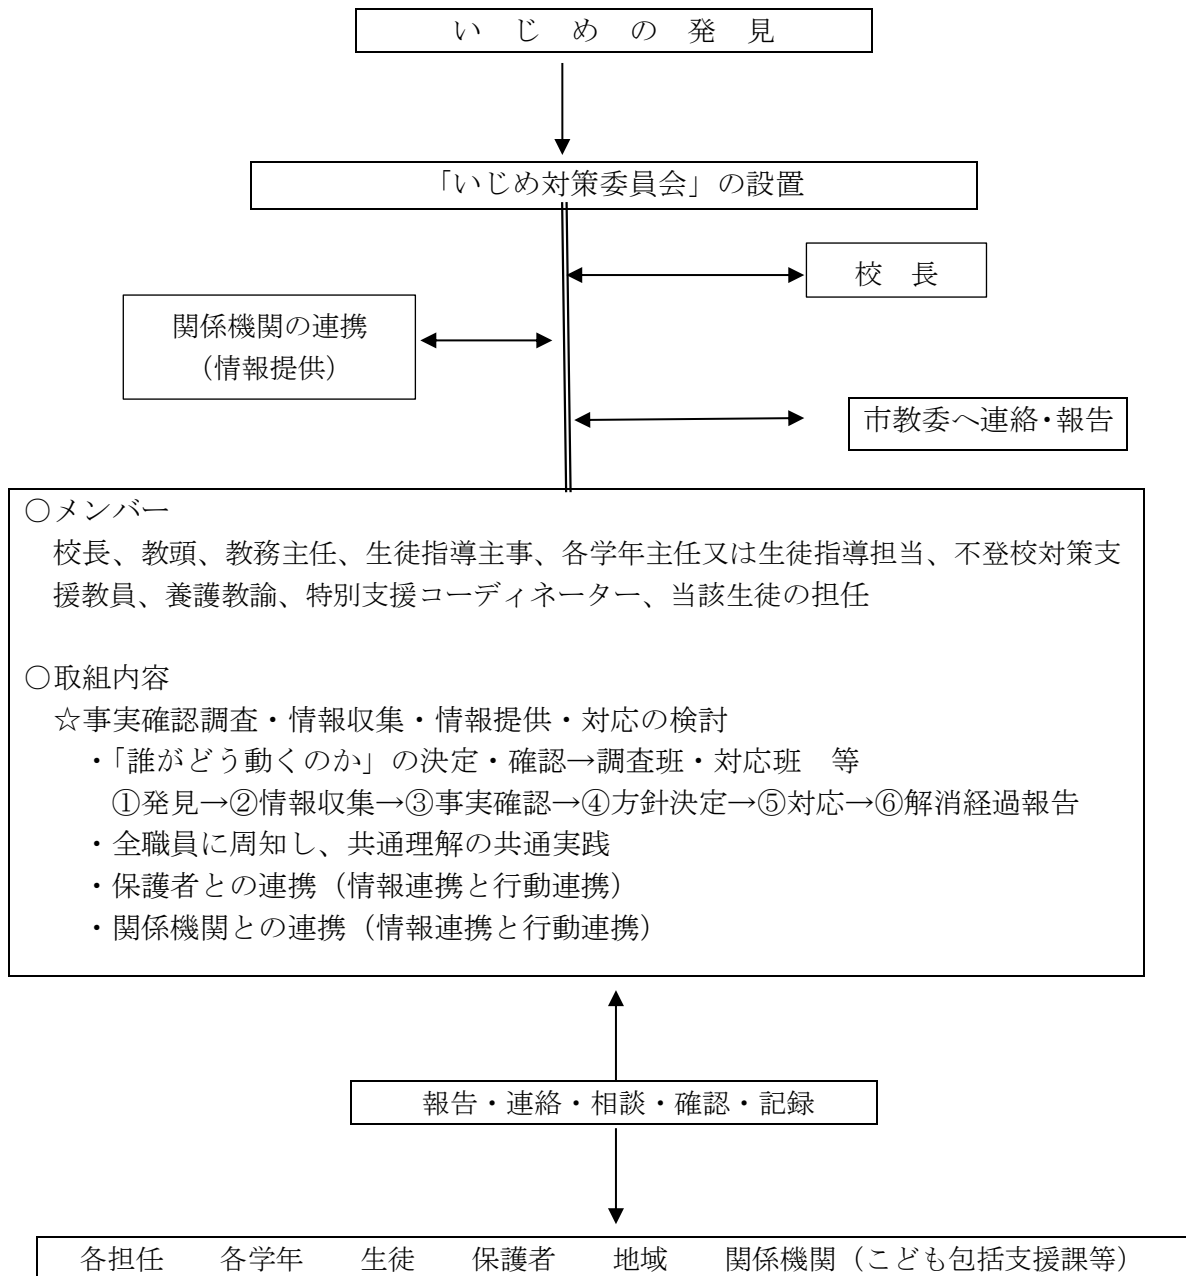 い じ め の 発 見
「いじめ対策委員会」の設置
校 長
関係機関の連携
（情報提供）
市教委へ連絡・報告
○メンバー
校長、教頭、教務主任、生徒指導主事、各学年主任又は生徒指導担当、不登校対策支
援教員、養護教諭、特別支援コーディネーター、当該生徒の担任
○取組内容
☆事実確認調査・情報収集・情報提供・対応の検討
・「誰がどう動くのか」の決定・確認→調査班・対応班　等
①発見→②情報収集→③事実確認→④方針決定→⑤対応→⑥解消経過報告
・全職員に周知し、共通理解の共通実践
・保護者との連携（情報連携と行動連携）
・関係機関との連携（情報連携と行動連携）
報告・連絡・相談・確認・記録
各担任　各学年　生徒　保護者　地域　関係機関（こども包括支援課等）